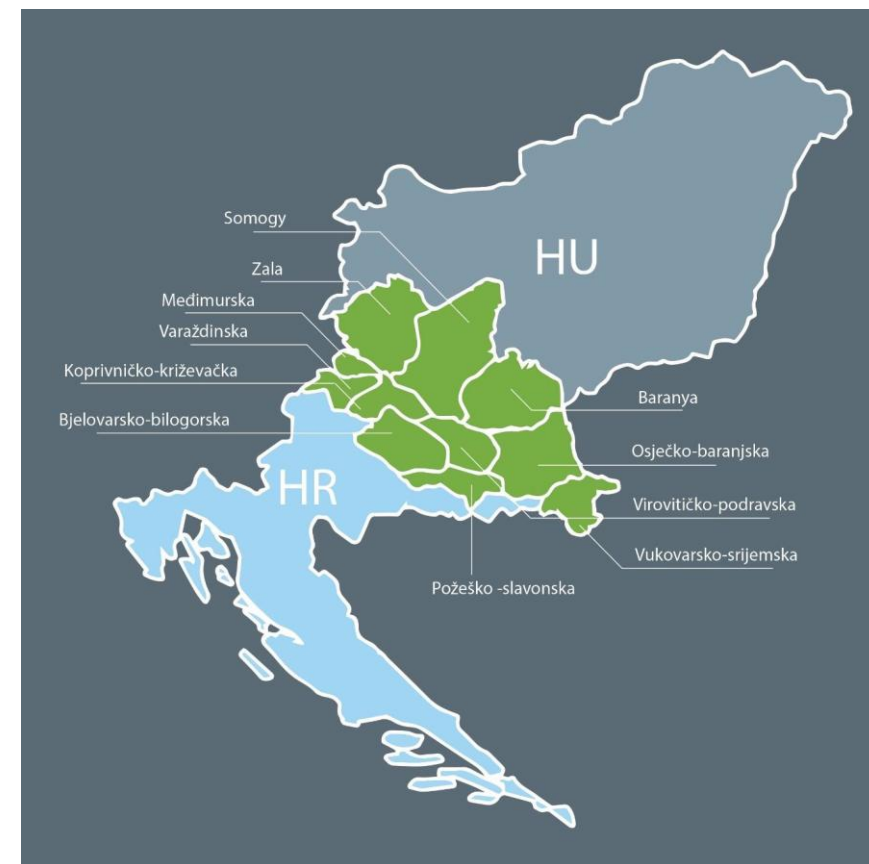 Somogy
HU
Zala
Međimurska
Varaždinska
Koprivničko-križevačka
Baranya
Bjelovarsko-bilogorska
Osječko-baranjska
HR
Virovitičko-podravska
Vukovarsko-srijemska
Požeško -slavonska